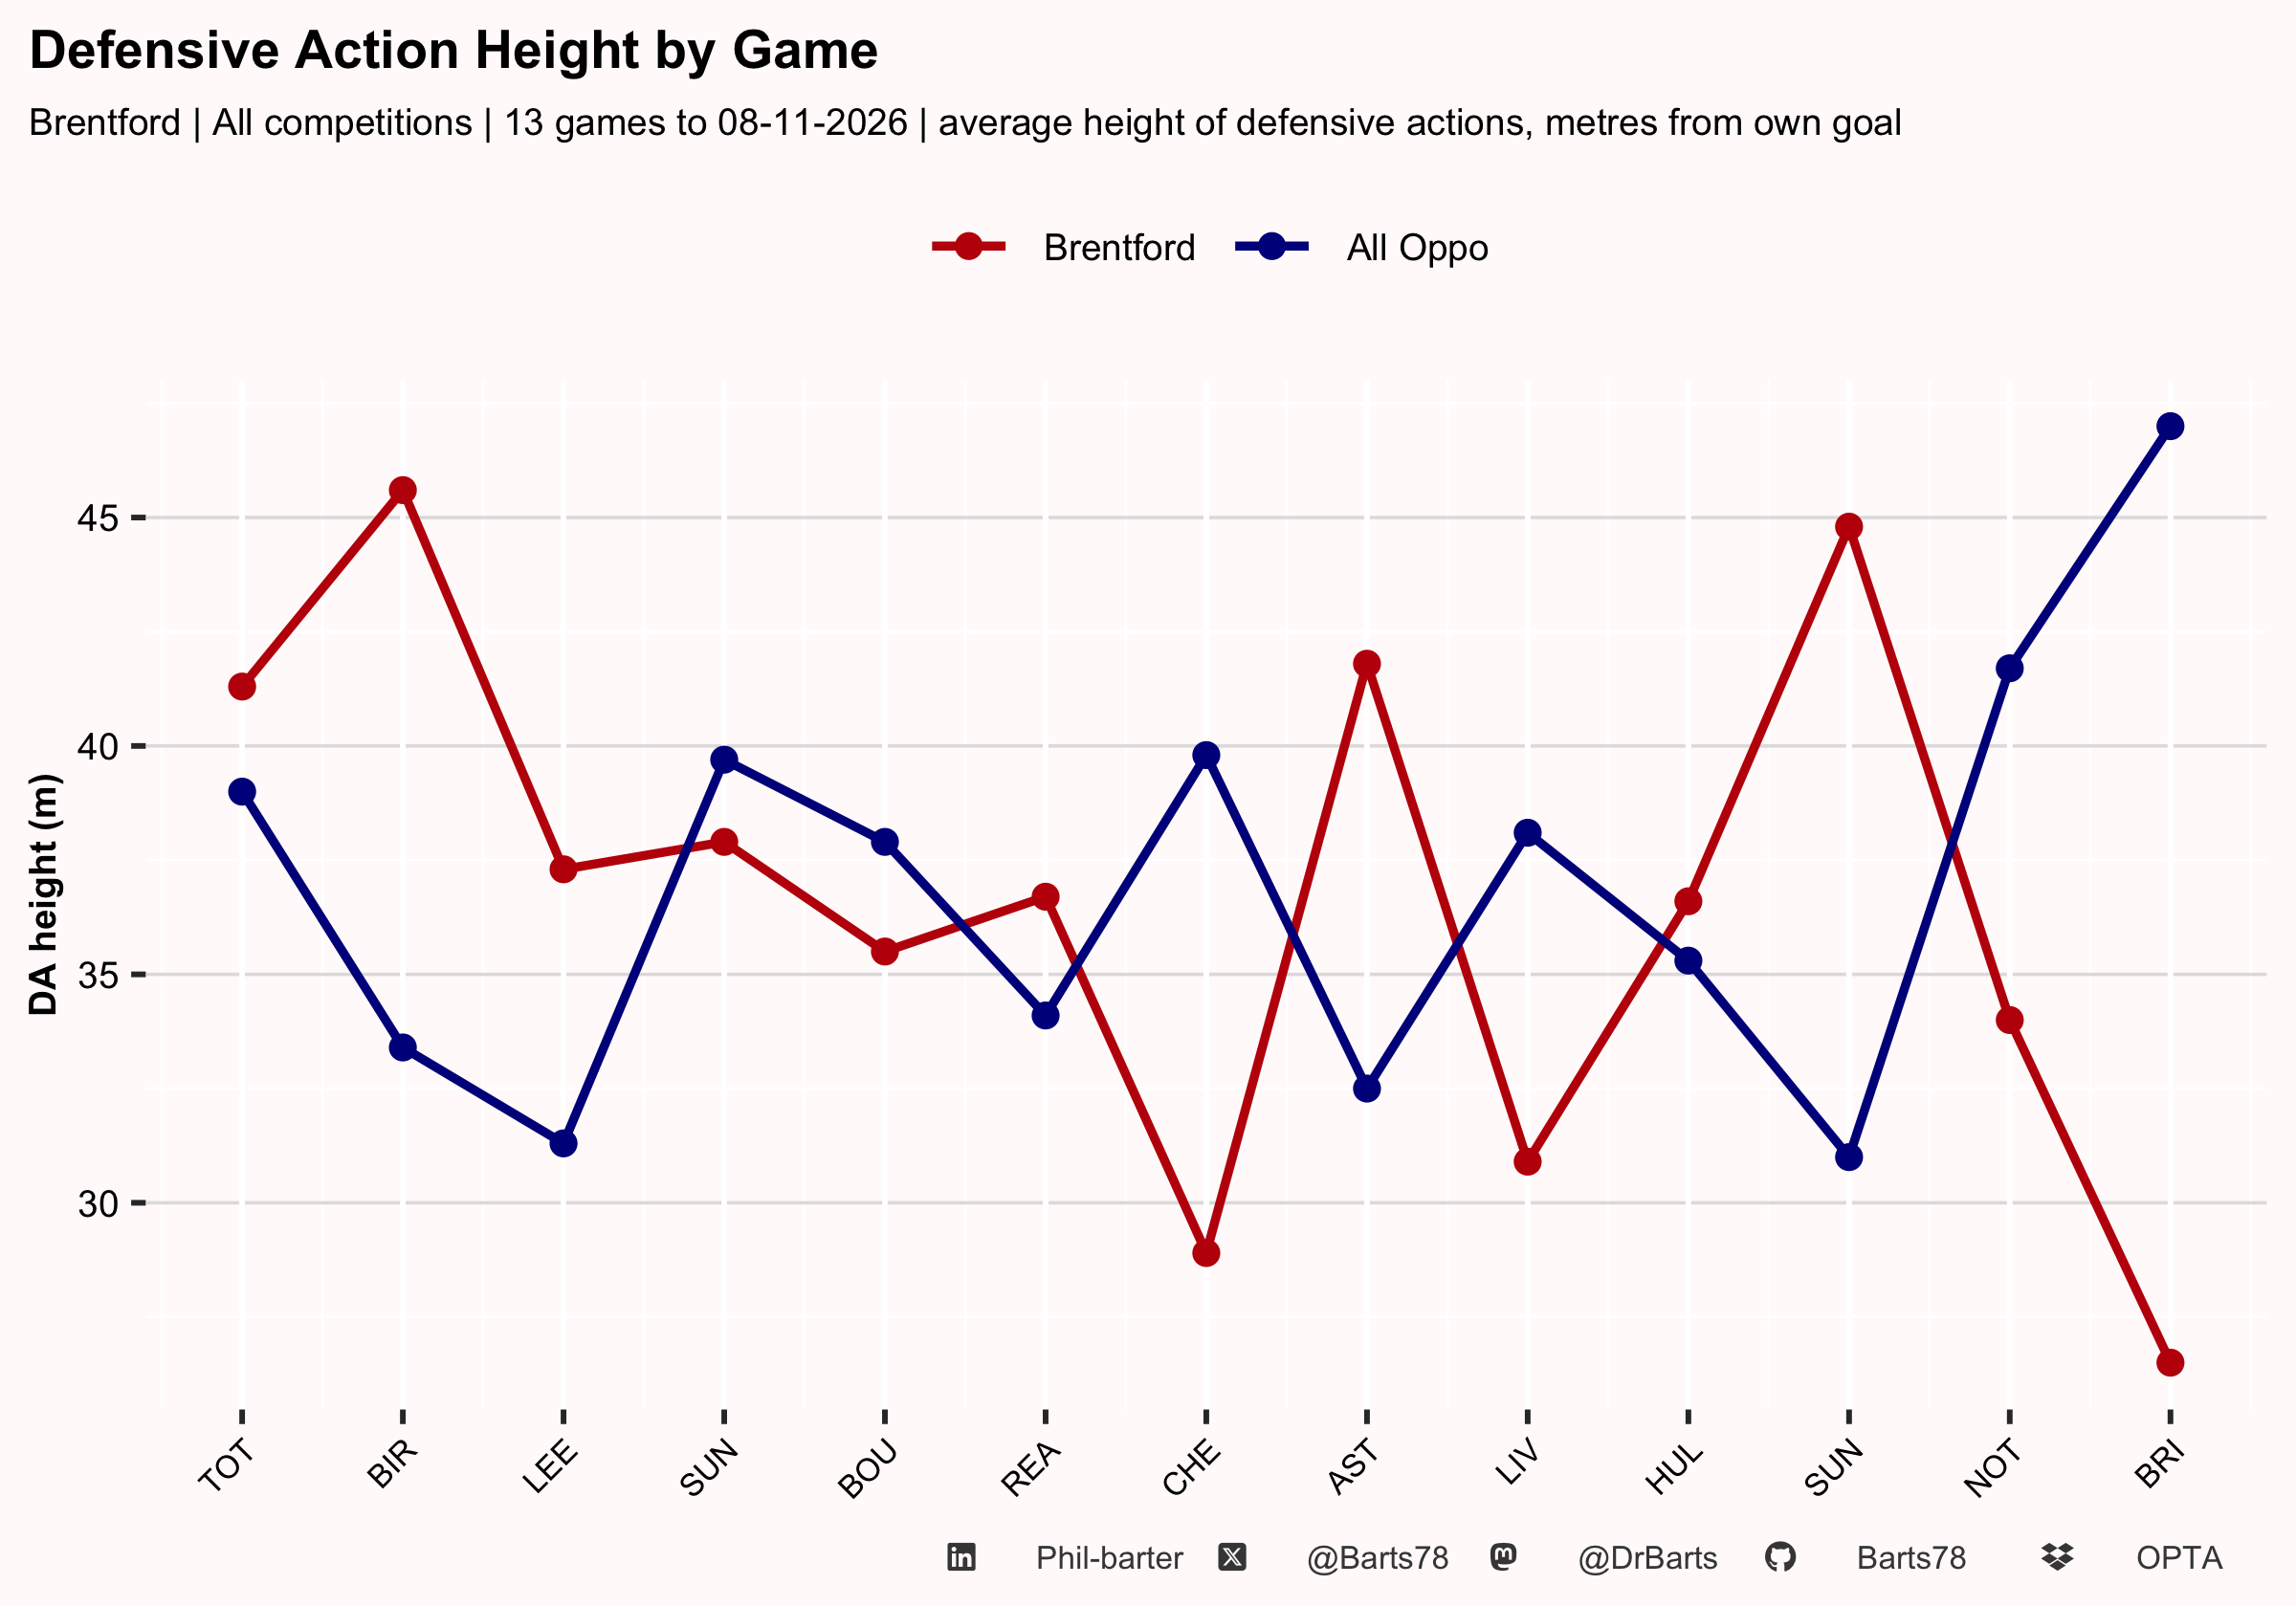 Defensive Action Height by Game
Brentford | All competitions | 13 games to 08-11-2026 | average height of defensive actions, metres from own goal
Brentford All Oppo
DA height (m)
45
40
35
30
TOT BIR LEE SUN BOU REA CHE AST LIV HUL SUN NOT BRI
Phil-barter @Barts78 @DrBarts Barts78 OPTA